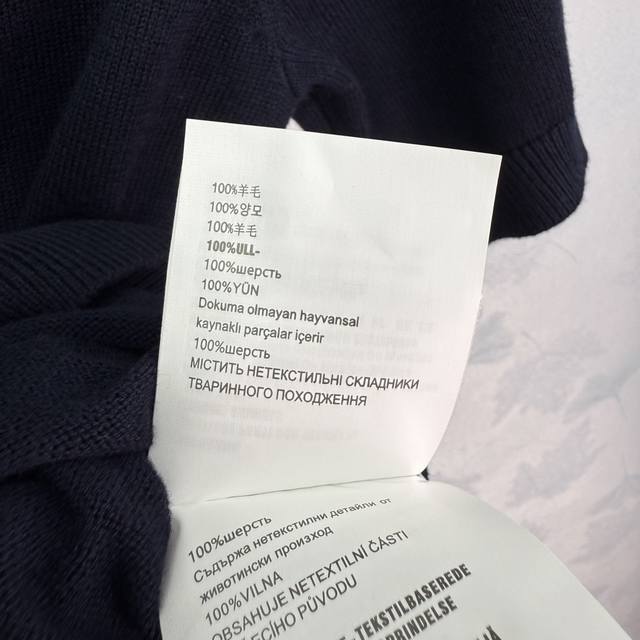 100%羊毛
100%양모
100%羊毛
100%ULL-
100%шерсть
100%YÜN
Dokuma olmayan hayvansal
kaynaklı parçalar içerir
100%шерсть
МІСТИТЬ НЕТЕКСТИЛЬНІ СКЛАДНИКИ
ТВАРИННОГО ПОХОДЖЕННЯ
100%шерсть
Съдържа нетекстилни детайли от
животински произход
100%VILNA
OBSAHUJE NETEXTILNÍ ČÁSTI
PŮVODU
TEKSTILBASEREDE